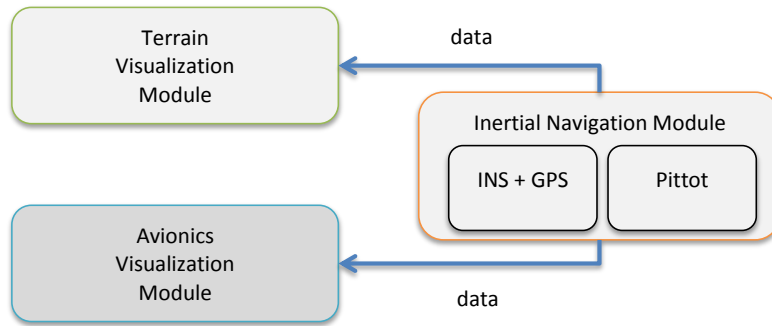 Terrain
Visualization
Module
data
Inertial Navigation Module
INS + GPS
Pittot
Avionics
Visualization
Module
data